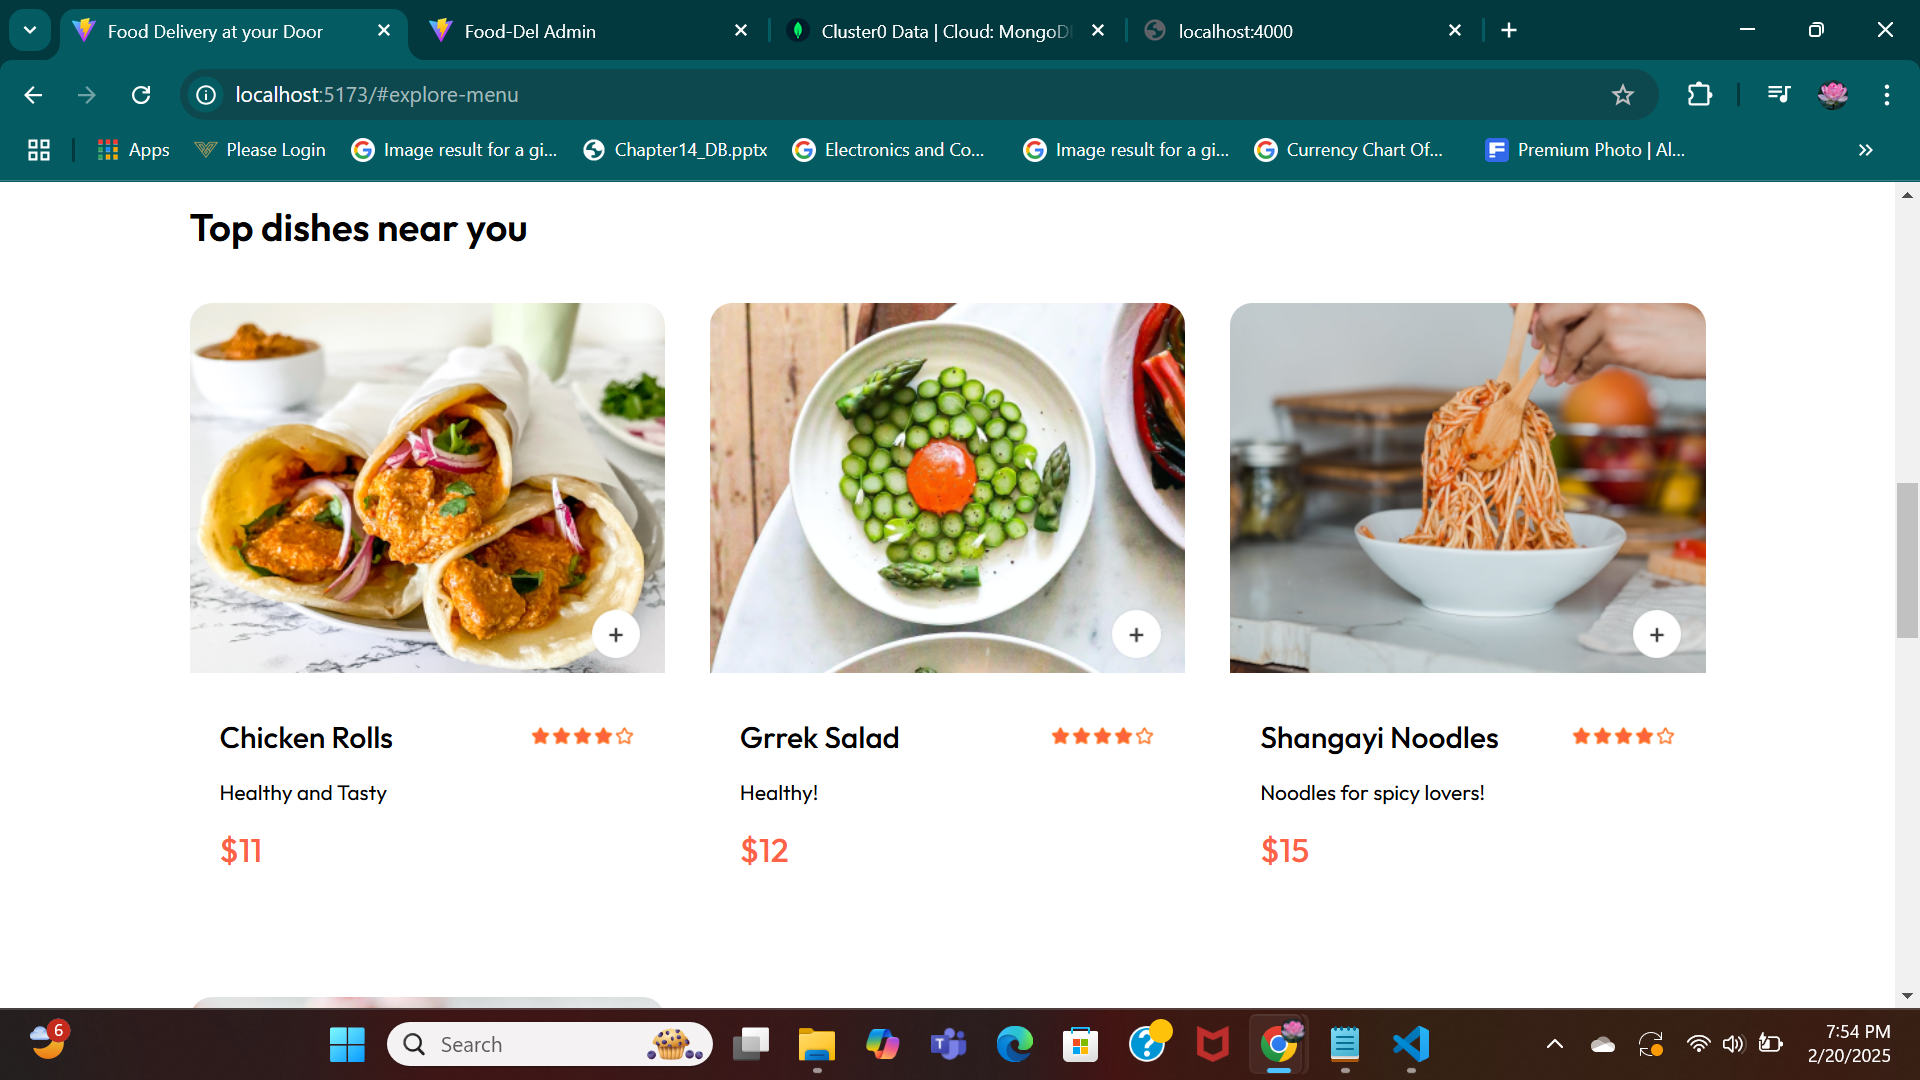 Food Delivery at your Door
Food-Del Admin
Cluster0 Data | Cloud: MongoD
localhost:4000
localhost:5173/#explore-menu
Apps
Please Login
Image result for a gi...
Chapter14_DB.pptx
Electronics and Co...
Image result for a gi...
Currency Chart Of...
Premium Photo | Al...
Top dishes near you
Chicken Rolls
Healthy and Tasty
$11
Grrek Salad
Healthy!
$12
Shangayi Noodles
Noodles for spicy lovers!
$15
6
Search
7:54 PM
2/20/2025